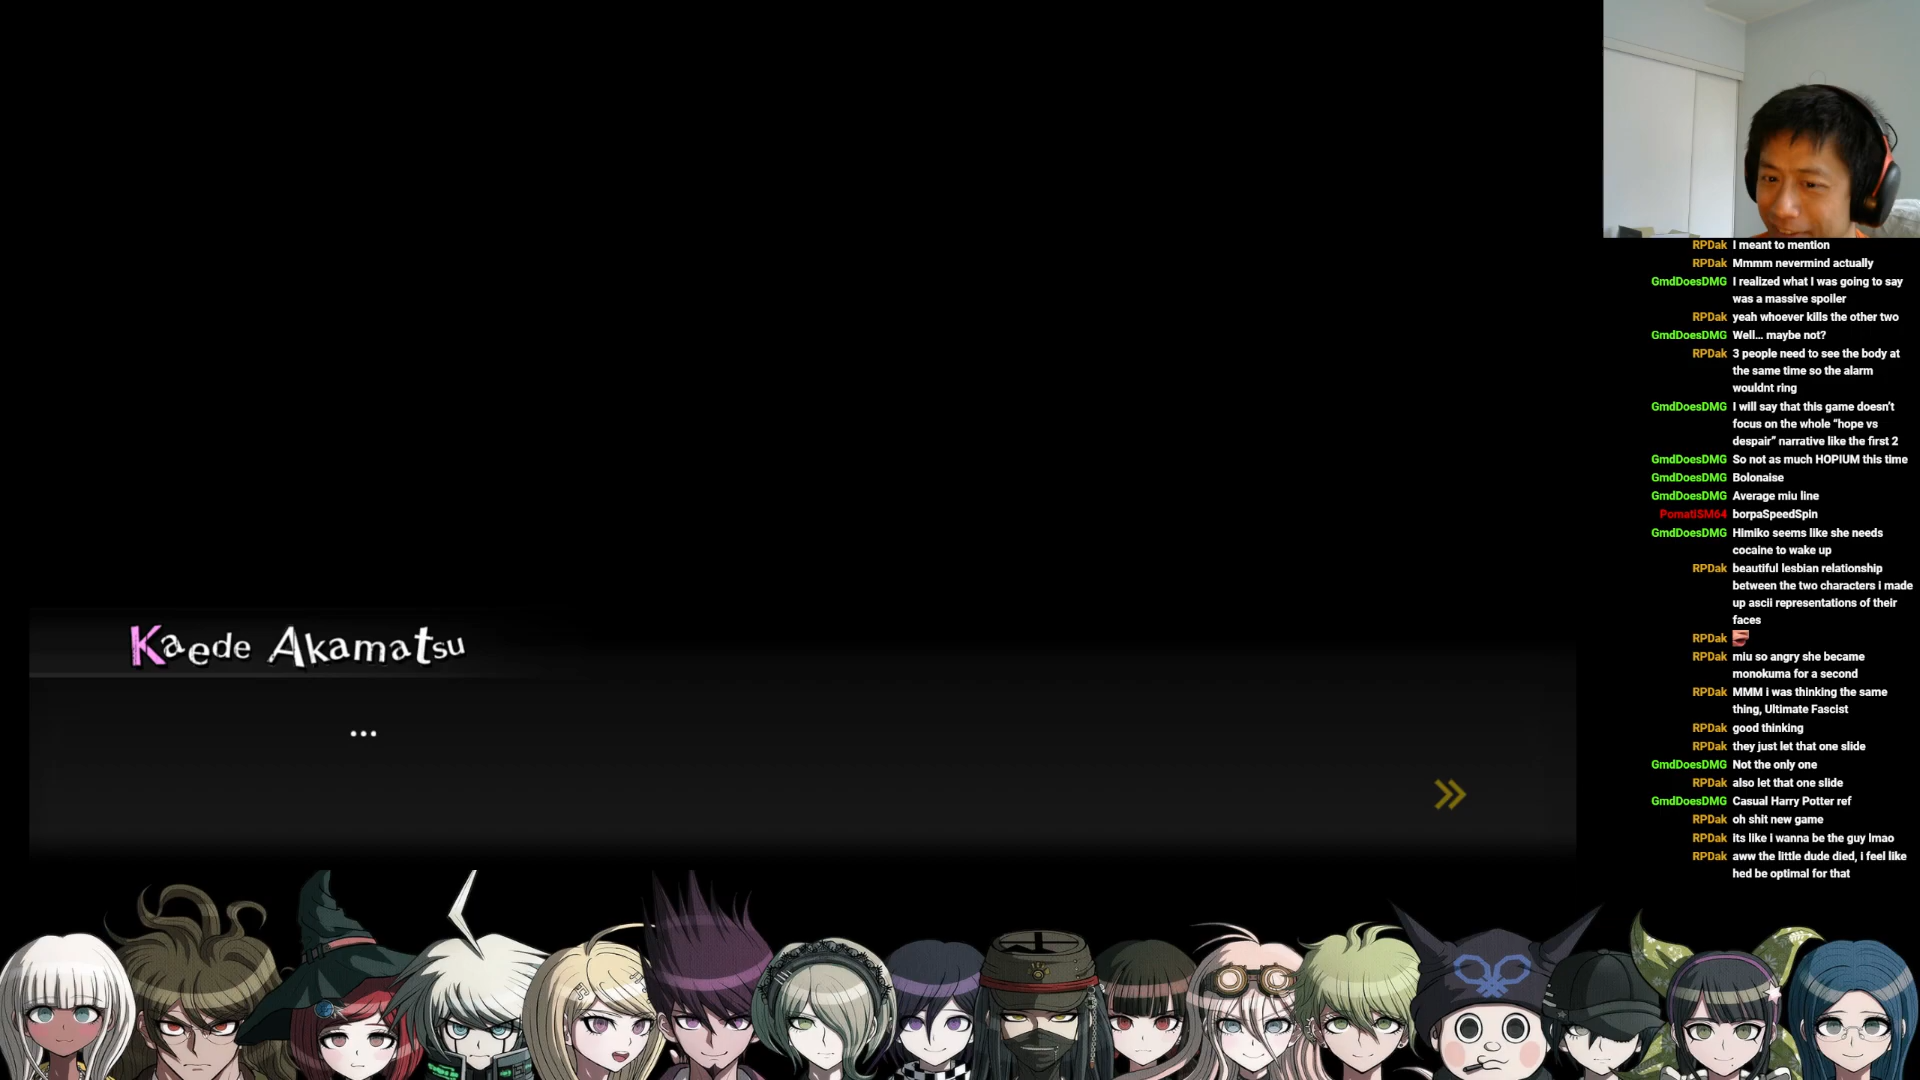 Kaede Akamatsu
...
RPDak I meant to mention
RPDak Mmmm nevermind actually
GmdDoesDMG I realized what I was going to say
was a massive spoiler
RPDak yeah whoever kills the other two
GmdDoesDMG Well... maybe not?
RPDak 3 people need to see the body at
the same time so the alarm
wouldnt ring
GmdDoesDMG I will say that this game doesn't
focus on the whole “hope vs
despair” narrative like the first 2
GmdDoesDMG So not as much HOPIUM this time
GmdDoesDMG Bolonaise
GmdDoesDMG Average miu line
PomatiSM64 borpaSpeedSpin
GmdDoesDMG Himiko seems like she needs
cocaine to wake up
RPDak beautiful lesbian relationship
between the two characters i made
up ascii representations of their
faces
RPDak
RPDak miu so angry she became
monokuma for a second
RPDak MMM i was thinking the same
thing, Ultimate Fascist
RPDak good thinking
RPDak they just let that one slide
GmdDoesDMG Not the only one
RPDak also let that one slide
GmdDoesDMG Casual Harry Potter ref
RPDak oh shit new game
RPDak Its like i wanna be the guy lmao
RPDak aww the little dude died, i feel like
hed be optimal for that